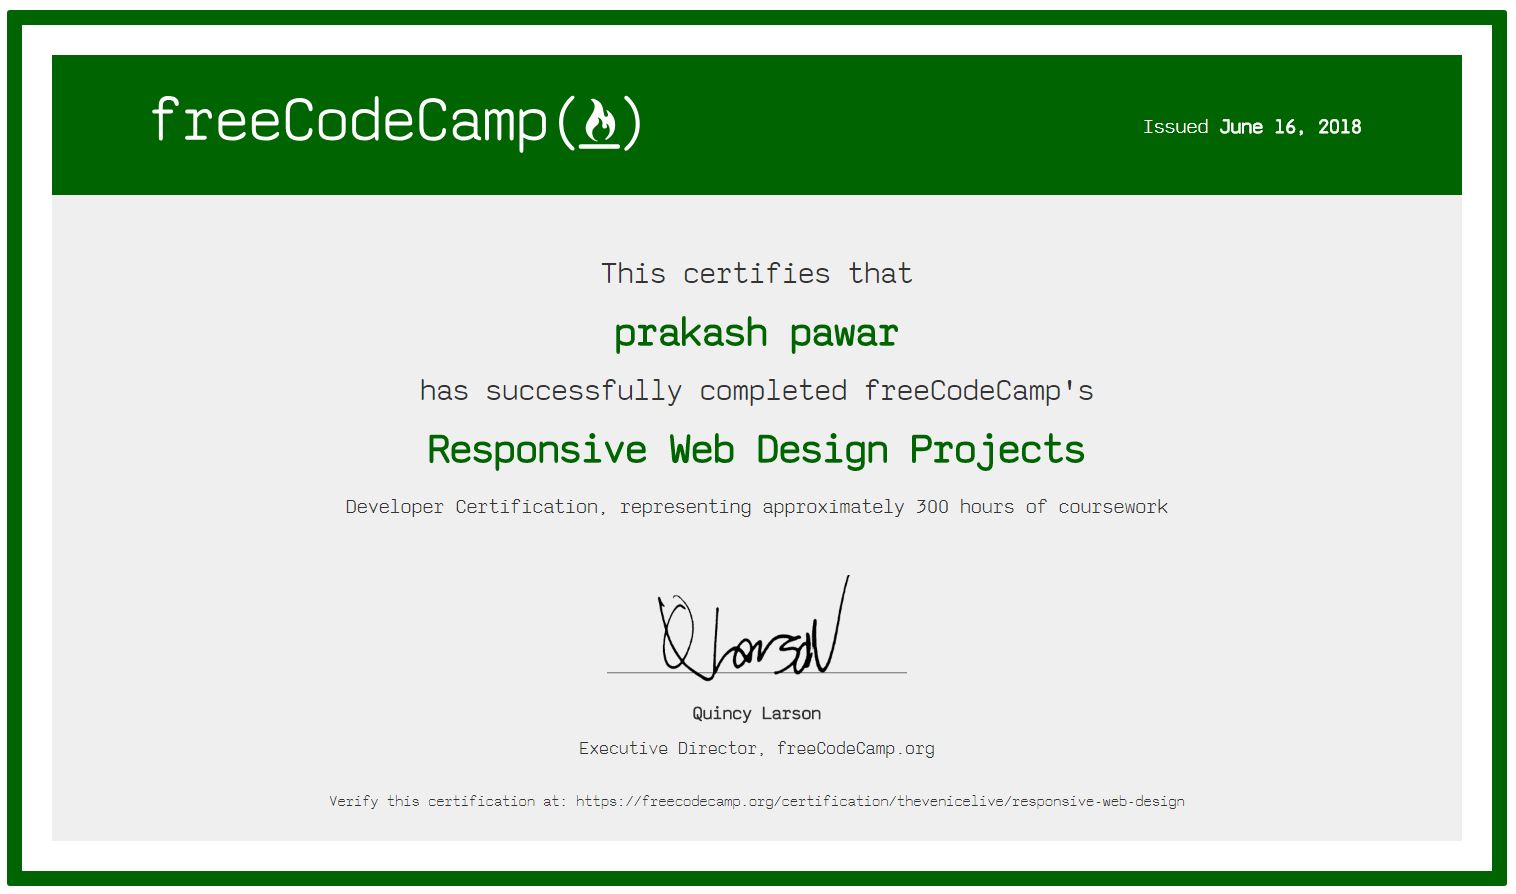 freeCodeCamp(🔥)
Issued June 16, 2018
This certifies that
prakash pawar
has successfully completed freeCodeCamp's
Responsive Web Design Projects
Developer Certification, representing approximately 300 hours of coursework
Q Larson
Quincy Larson
Executive Director, freeCodeCamp.org
Verify this certification at: https://freecodecamp.org/certification/thevenicelive/responsive-web-design